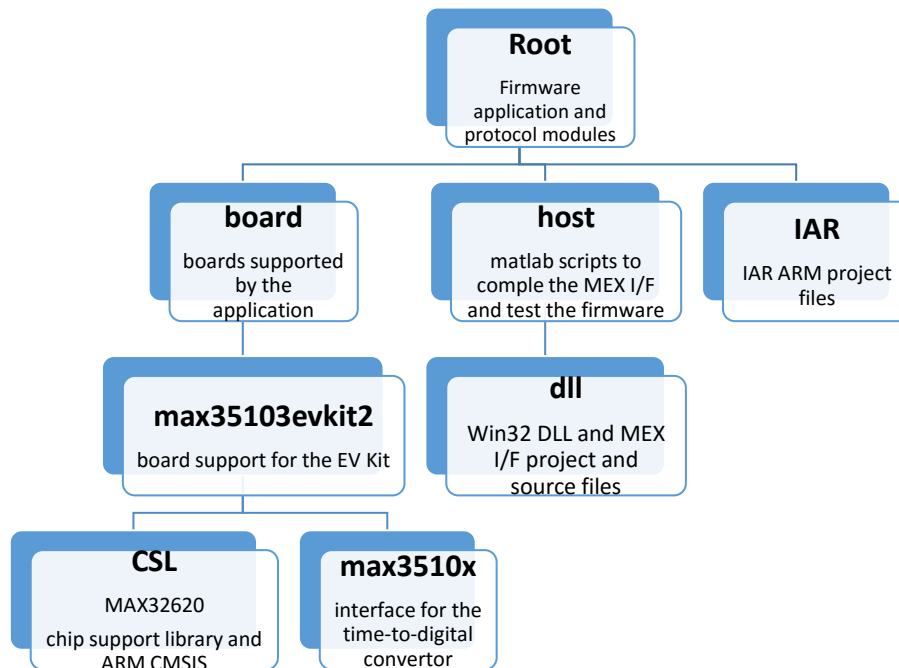 Root
Firmware
application and
protocol modules
board
boards supported
by the
application
host
matlab scripts to
comple the MEX I/F
and test the firmware
IAR
IAR ARM project
files
max35103evkit2
board support for the EV Kit
dll
Win32 DLL and MEX
I/F project and
source files
CSL
MAX32620
chip support library and
ARM CMSIS
max3510x
interface for the
time-to-digital
convertor